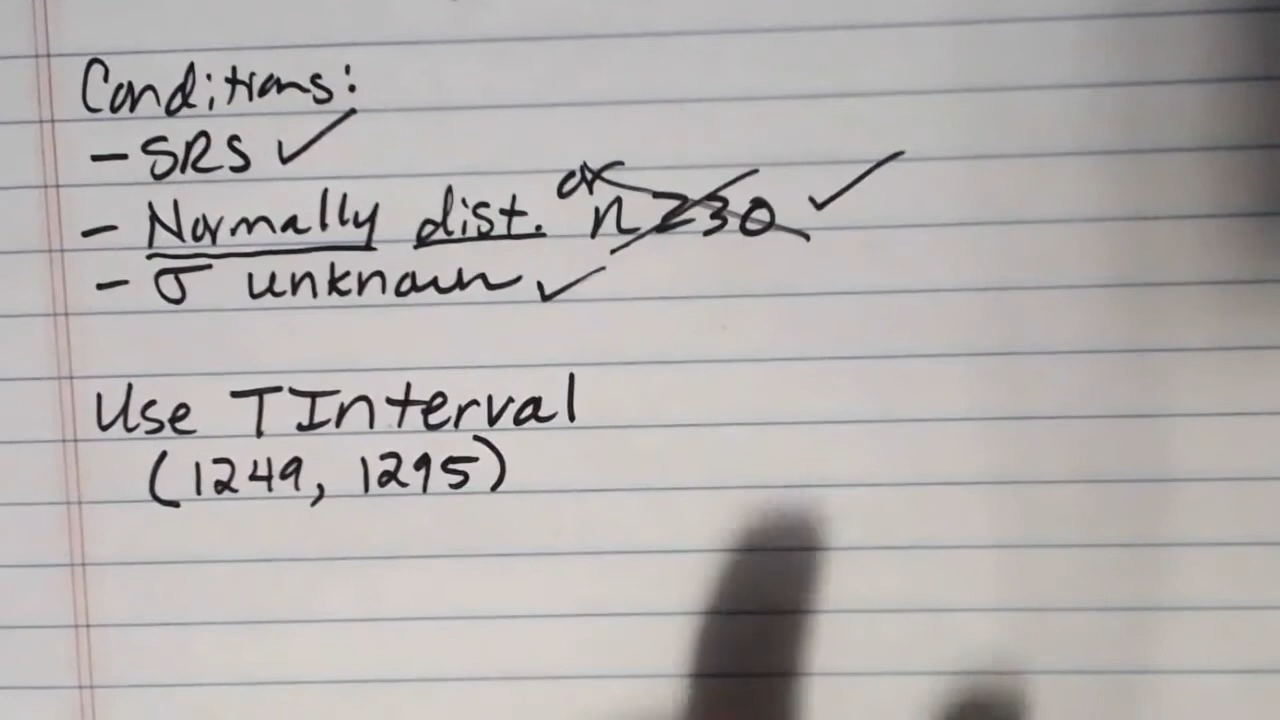 Conditions:
- SRS ✓
- Normally dist. or n ≥ 30 ✓
- σ unknown ✓
Use TInterval
(1249, 1295)